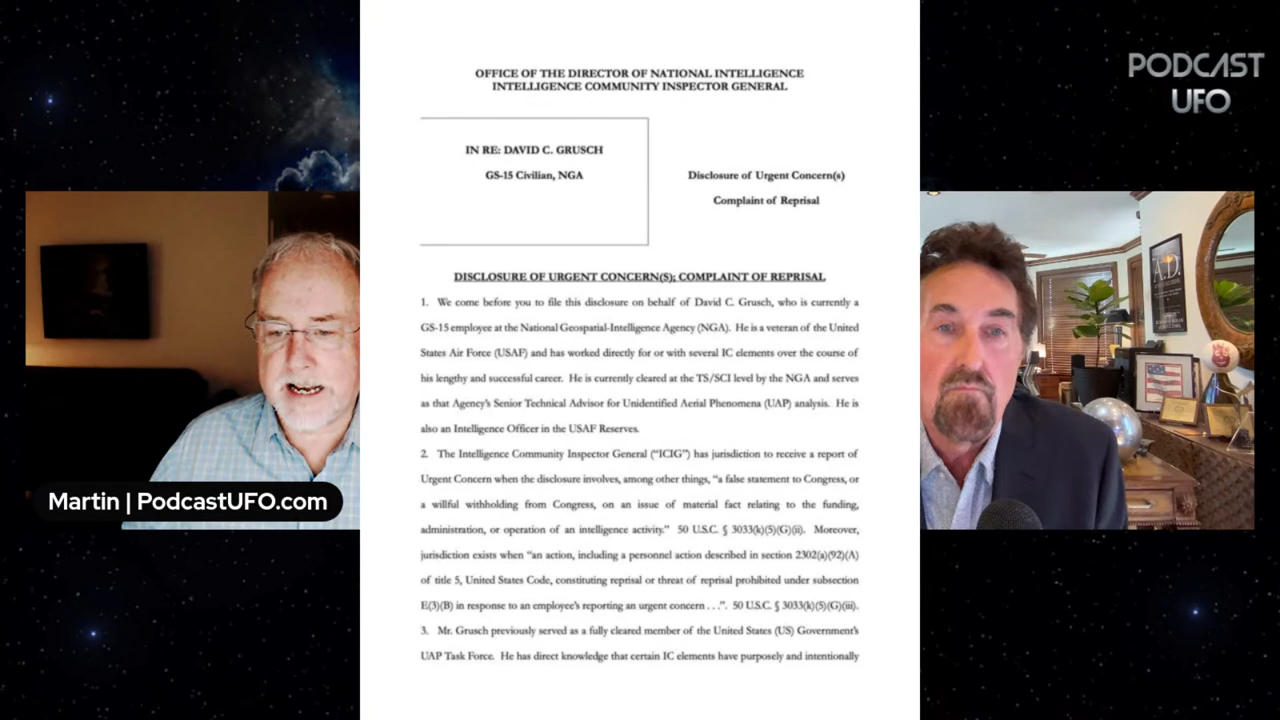 PODCAST
UFO
OFFICE OF THE DIRECTOR OF NATIONAL INTELLIGENCE
INTELLIGENCE COMMUNITY INSPECTOR GENERAL
IN RE: DAVID C. GRUSCH
GS-15 Civilian, NGA
Disclosure of Urgent Concern(s)
Complaint of Reprisal
DISCLOSURE OF URGENT CONCERN(S); COMPLAINT OF REPRISAL
1. We come before you to file this disclosure on behalf of David C. Grusch, who is currently a
GS-15 employee at the National Geospatial-Intelligence Agency (NGA). He is a veteran of the United
States Air Force (USAF) and has worked directly for or with several IC elements over the course of
his lengthy and successful career. He is currently cleared at the TS/SCI level by the NGA and serves
as that Agency's Senior Technical Advisor for Unidentified Aerial Phenomena (UAP) analysis. He is
also an Intelligence Officer in the USAF Reserves.
2. The Intelligence Community Inspector General ("ICIG") has jurisdiction to receive a report of
Urgent Concern when the disclosure involves, among other things, "a false statement to Congress, or
a willful withholding from Congress, on an issue of material fact relating to the funding,
administration, or operation of an intelligence activity." 50 U.S.C. § 3033(k)(5)(G)(ii). Moreover,
jurisdiction exists when "an action, including a personnel action described in section 2302(a)(92)(A)
of title 5, United States Code, constituting reprisal or threat of reprisal prohibited under subsection
E(3)(B) in response to an employee's reporting an urgent concern . . .". 50 U.S.C. § 3033(k)(5)(G)(iii).
3. Mr. Grusch previously served as a fully cleared member of the United States (US) Government's
UAP Task Force. He has direct knowledge that certain IC elements have purposely and intentionally
Martin | PodcastUFO.com
A.D.